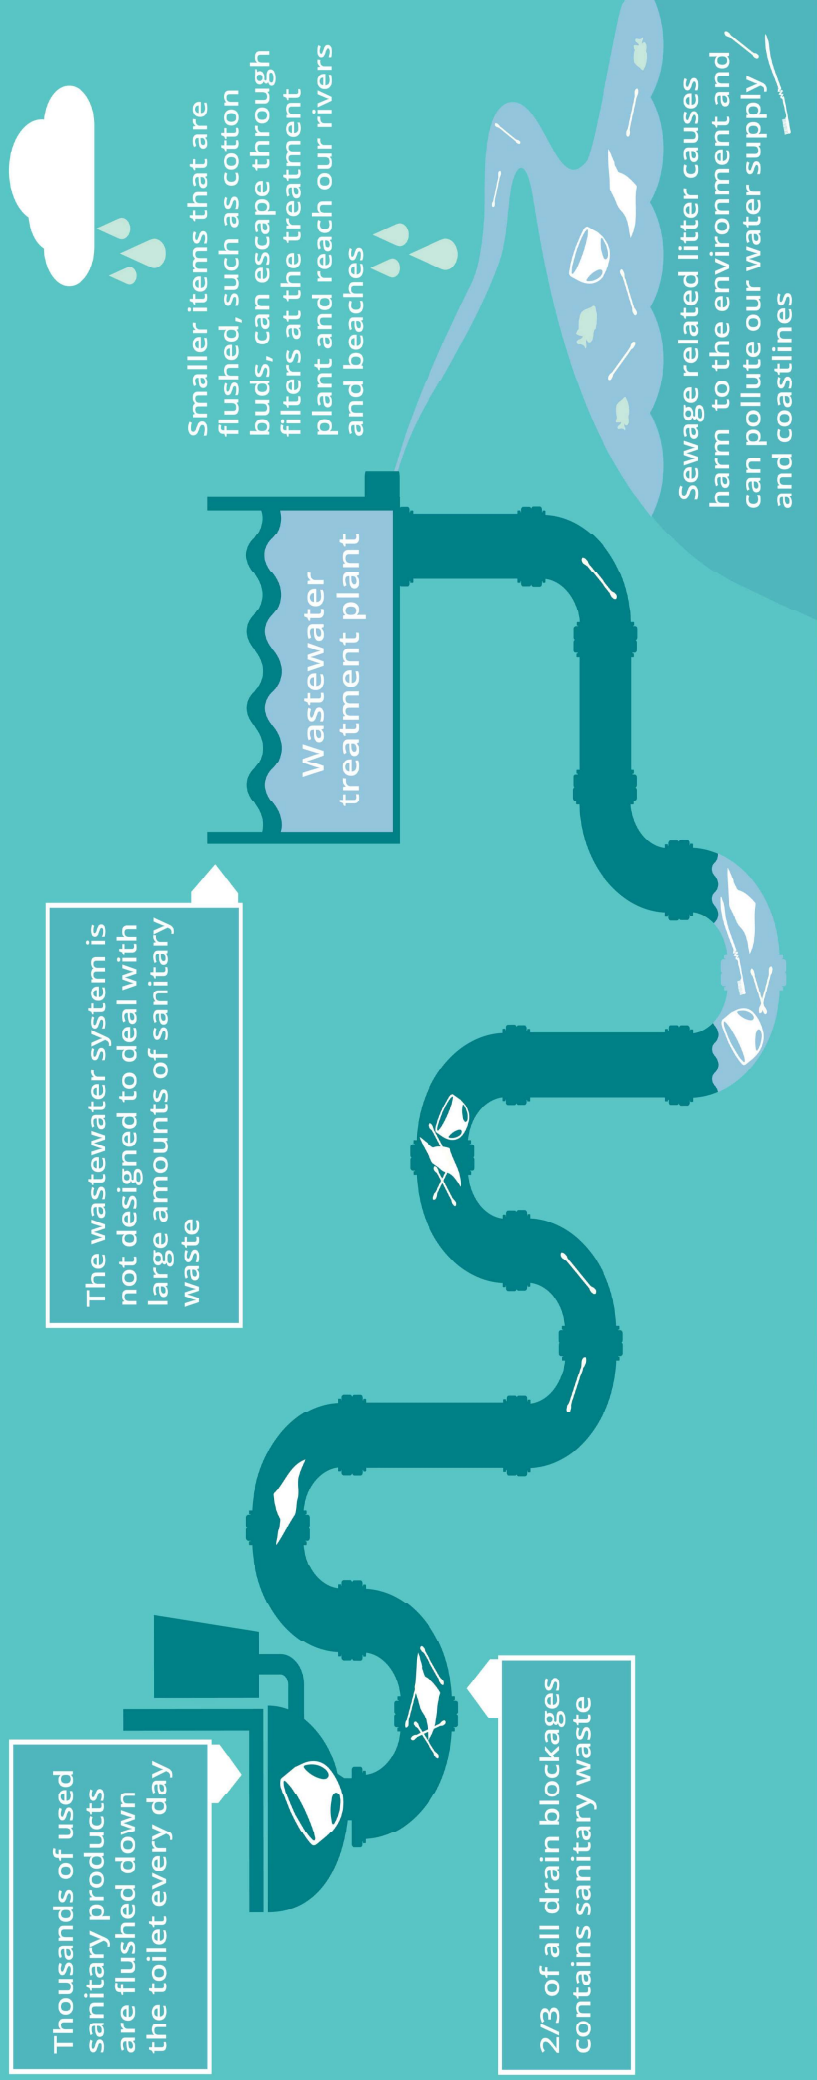 Thousands of used
sanitary products
are flushed down
the toilet every day
2/3 of all drain blockages
contains sanitary waste
The wastewater system is
not designed to deal with
large amounts of sanitary
waste
Wastewater
treatment plant
Smaller items that are
flushed, such as cotton
buds, can escape through
filters at the treatment
plant and reach our rivers
and beaches
Sewage related litter causes
harm to the environment and
can pollute our water supply
and coastlines